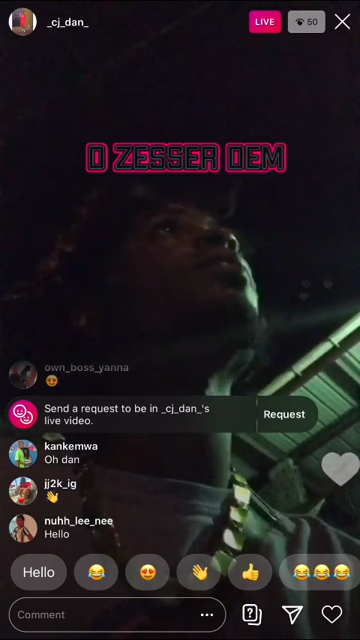 _cj_dan_
LIVE
50
D ZESSER DEM
own_boss_yanna
😍
Send a request to be in _cj_dan_'s
live video.
Request
kankemwa
Oh dan
jj2k_ig
👋
nuhh_lee_nee
Hello
Hello 😂 😍 👋 👍 😂😂😂
Comment